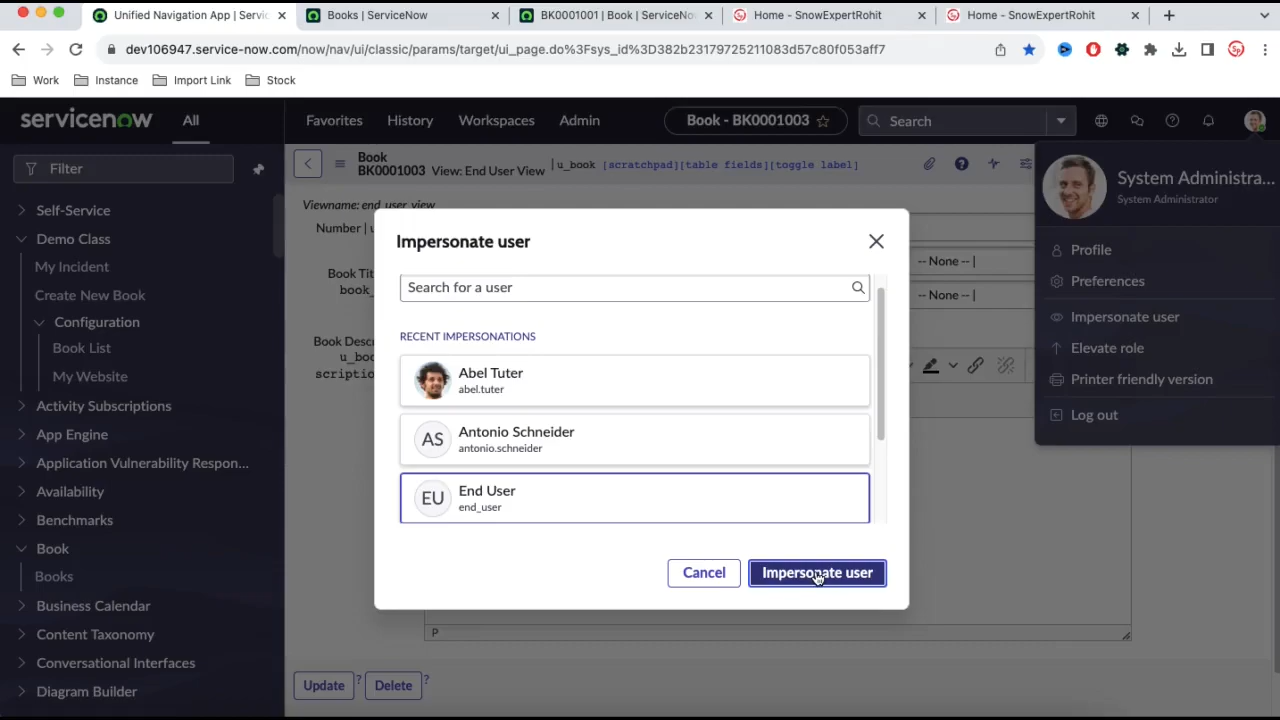 Unified Navigation App | Servic
Books | ServiceNow
BK0001001 | Book | ServiceNo
Home - SnowExpertRohit
Home - SnowExpertRohit
dev106947.service-now.com/now/nav/ui/classic/params/target/ui_page.do%3Fsys_id%3D382b23179725211083d57c80f053aff7
Work
Instance
Import Link
Stock
servicenow
All
Favorites
History
Workspaces
Admin
Book - BK0001003
Search
Filter
Self-Service
Demo Class
My Incident
Create New Book
Configuration
Book List
My Website
Activity Subscriptions
App Engine
Application Vulnerability Respon...
Availability
Benchmarks
Book
Books
Business Calendar
Content Taxonomy
Conversational Interfaces
Diagram Builder
Book
BK0001003 View: End User View | u_book [scratchpad][table fields][toggle label]
Viewname: end_user_view
Number | u
Book Tit
book_
Book Descr
u_boo
scription
-- None -- |
-- None -- |
P
Update ?
Delete ?
Impersonate user
Search for a user
RECENT IMPERSONATIONS
Abel Tuter
abel.tuter
AS
Antonio Schneider
antonio.schneider
EU
End User
end_user
Cancel
Impersonate user
System Administra...
System Administrator
Profile
Preferences
Impersonate user
Elevate role
Printer friendly version
Log out